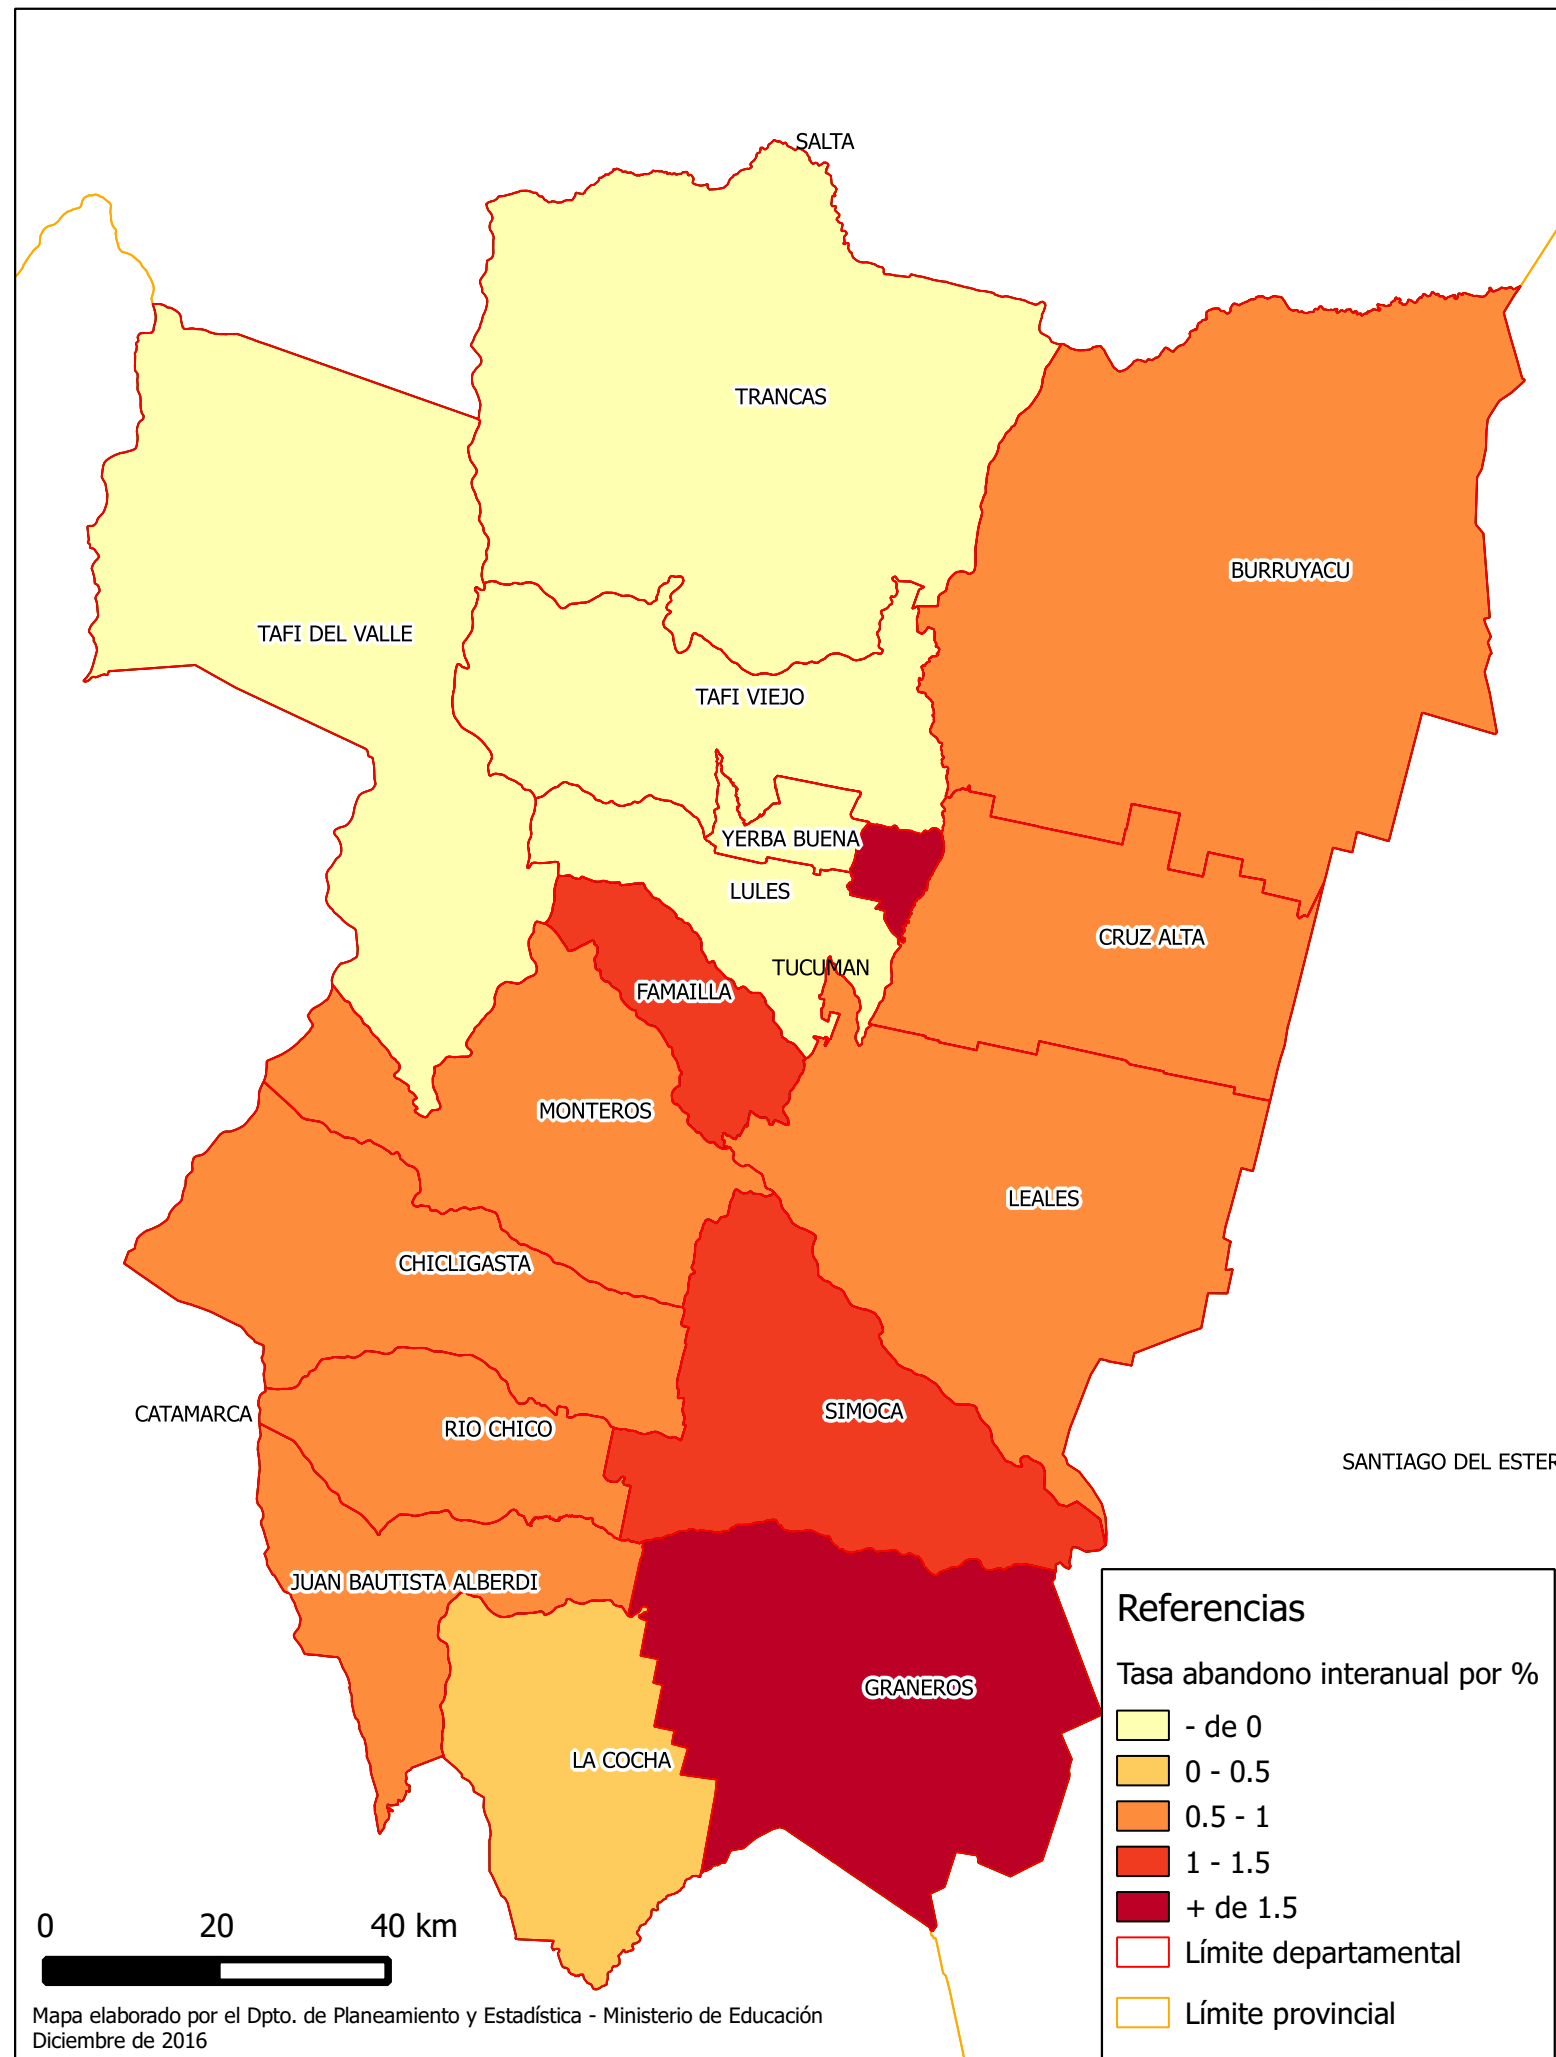 SALTA
TRANCAS
BURRUYACU
TAFI DEL VALLE
TAFI VIEJO
YERBA BUENA
LULES
CRUZ ALTA
TUCUMAN
FAMAILLA
MONTEROS
LEALES
CHICLIGASTA
CATAMARCA
RIO CHICO
SIMOCA
SANTIAGO DEL ESTER
JUAN BAUTISTA ALBERDI
GRANEROS
LA COCHA
Referencias
Tasa abandono interanual por %
- de 0
0 - 0.5
0.5 - 1
1 - 1.5
+ de 1.5
Límite departamental
Límite provincial
0 20 40 km
Mapa elaborado por el Dpto. de Planeamiento y Estadística - Ministerio de Educación
Diciembre de 2016